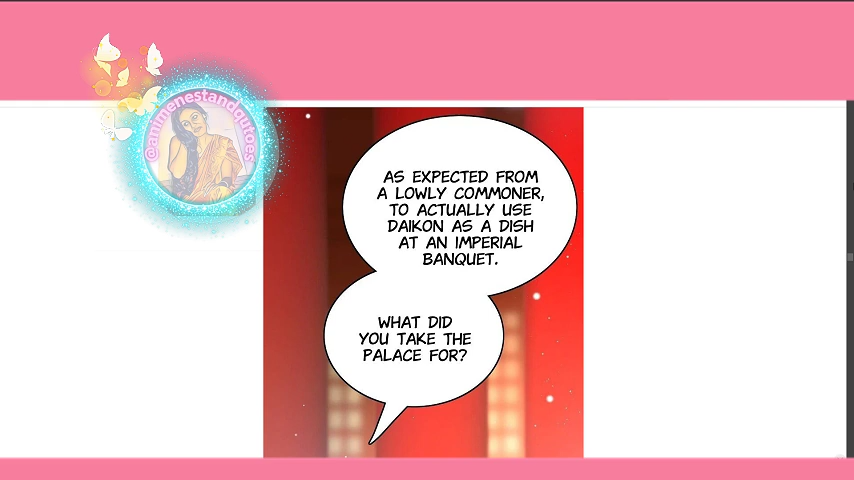 @animenestandqutoes
AS EXPECTED FROM
A LOWLY COMMONER,
TO ACTUALLY USE
DAIKON AS A DISH
AT AN IMPERIAL
BANQUET.
WHAT DID
YOU TAKE THE
PALACE FOR?